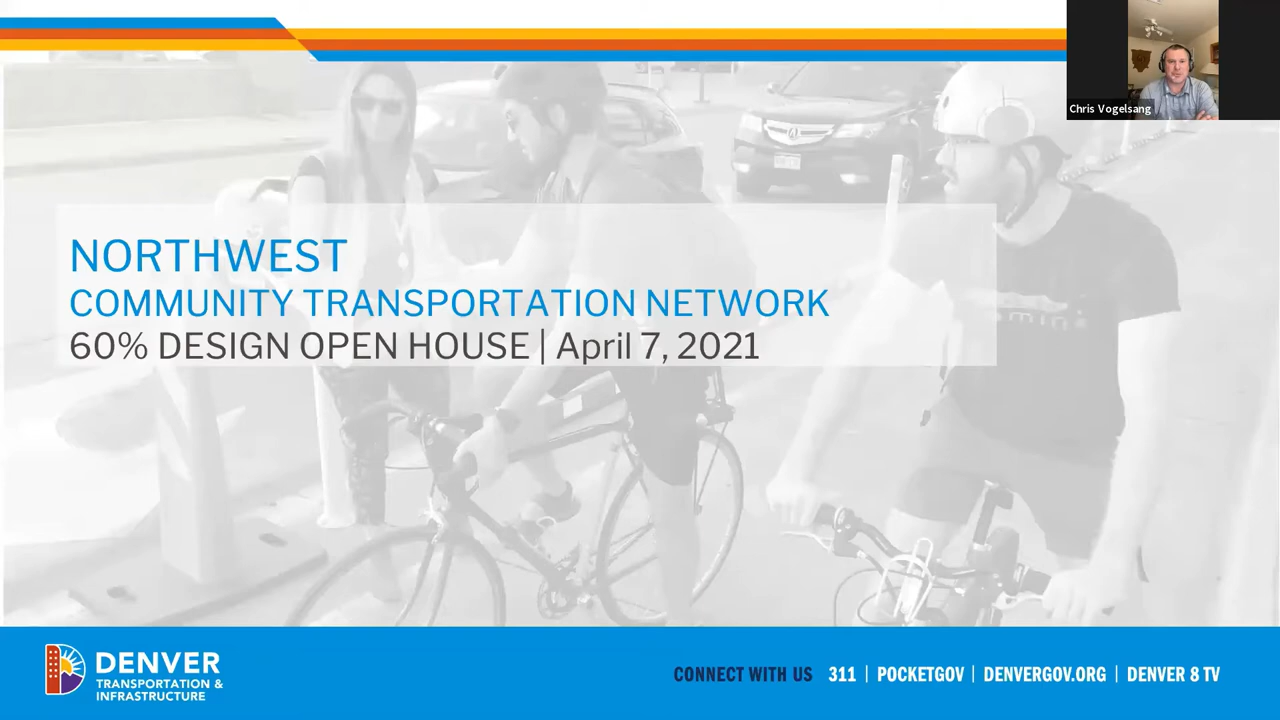 Chris Vogelsang
NORTHWEST
COMMUNITY TRANSPORTATION NETWORK
60% DESIGN OPEN HOUSE | April 7, 2021
DENVER
TRANSPORTATION &
INFRASTRUCTURE
CONNECT WITH US 311 | POCKETGOV | DENVERGOV.ORG | DENVER 8 TV